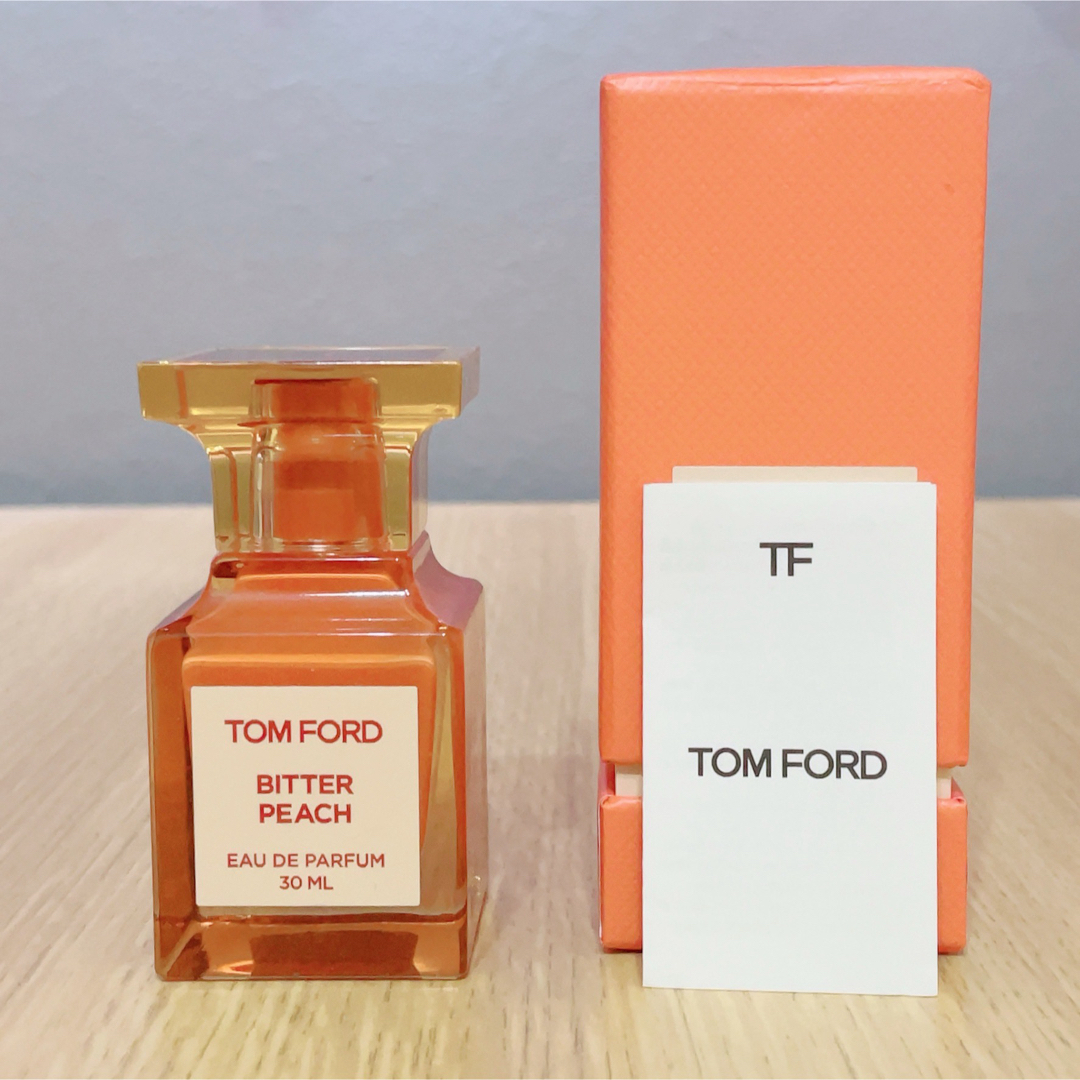 TOM FORD
BITTER
PEACH
EAU DE PARFUM
30 ML
TF
TOM FORD